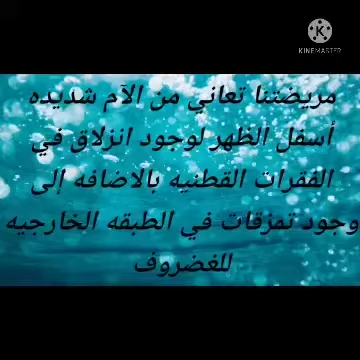 KINEMASTER
مريضتنا تعاني من الآم شديده
أسفل الظهر لوجود انزلاق في
الفقرات القطنيه بالاضافه إلى
وجود تمزقات في الطبقه الخارجيه
للغضروف